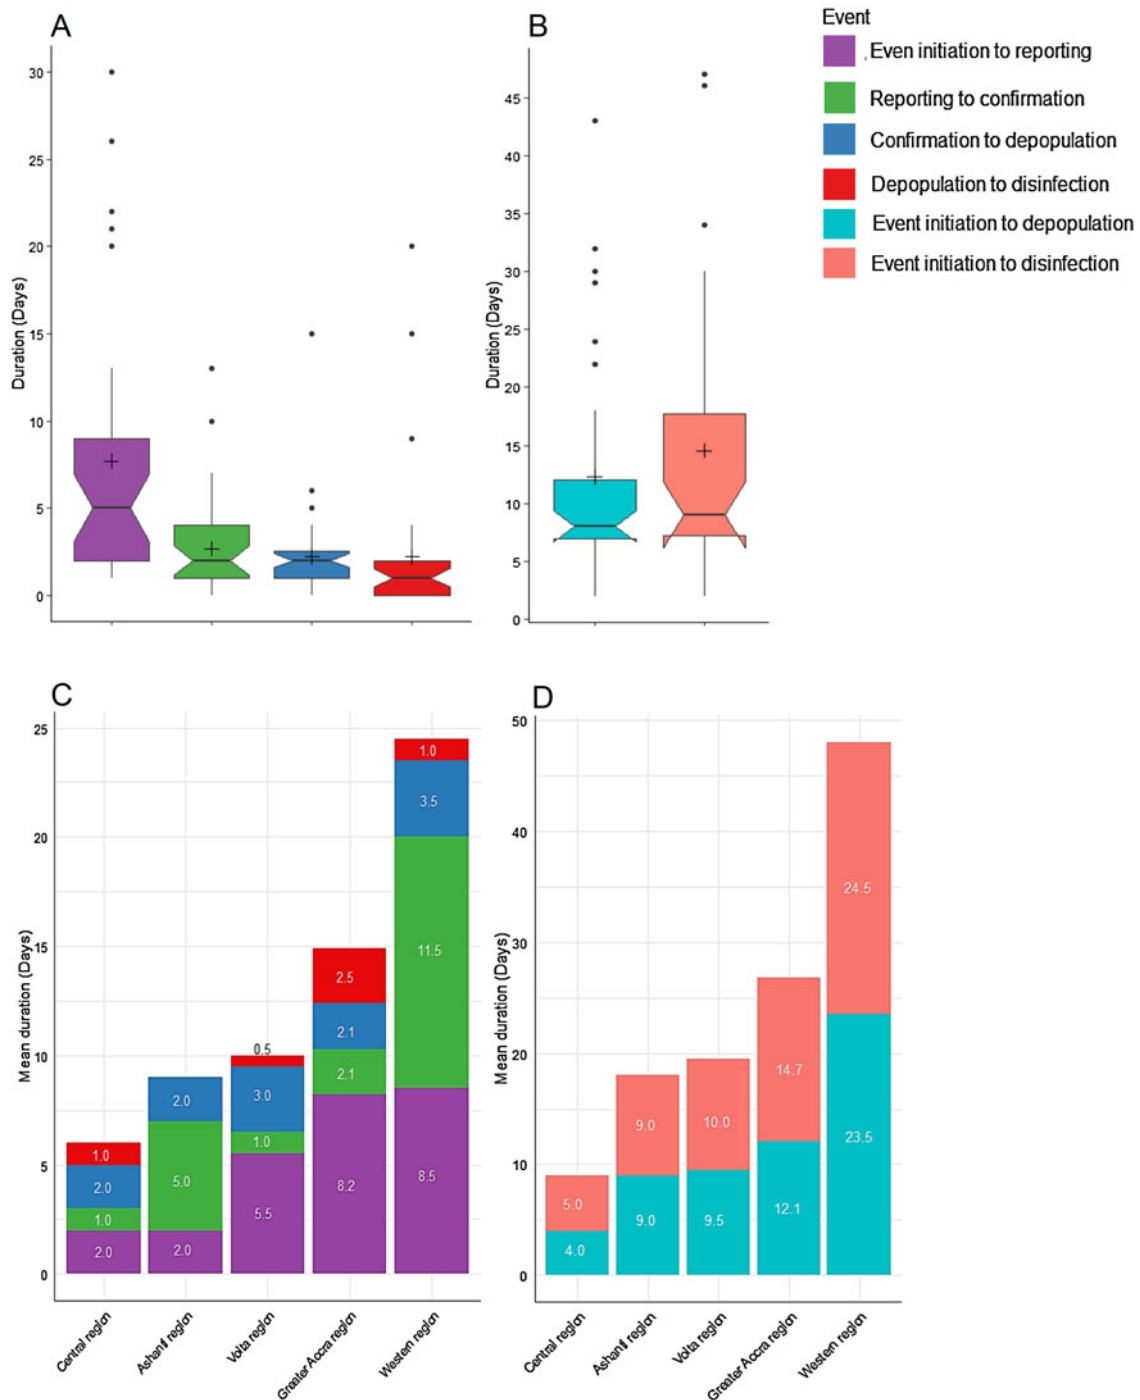 A
B
Event
Even initiation to reporting
Reporting to confirmation
Confirmation to depopulation
Depopulation to disinfection
Event initiation to depopulation
Event initiation to disinfection
Duration (Days)
30
25
20
15
10
5
0
Duration (Days)
45
40
35
30
25
20
15
10
5
0
C
D
Mean duration (Days)
25
20
15
10
5
0
1.0
2.0
1.0
2.0
2.0
5.0
2.0
0.5
3.0
1.0
5.5
2.5
2.1
2.1
8.2
1.0
3.5
11.5
8.5
Central region
Ashanti region
Volta region
Greater Accra region
Western region
Mean duration (Days)
50
40
30
20
10
0
5.0
4.0
9.0
9.0
10.0
9.5
14.7
12.1
24.5
23.5
Central region
Ashanti region
Volta region
Greater Accra region
Western region